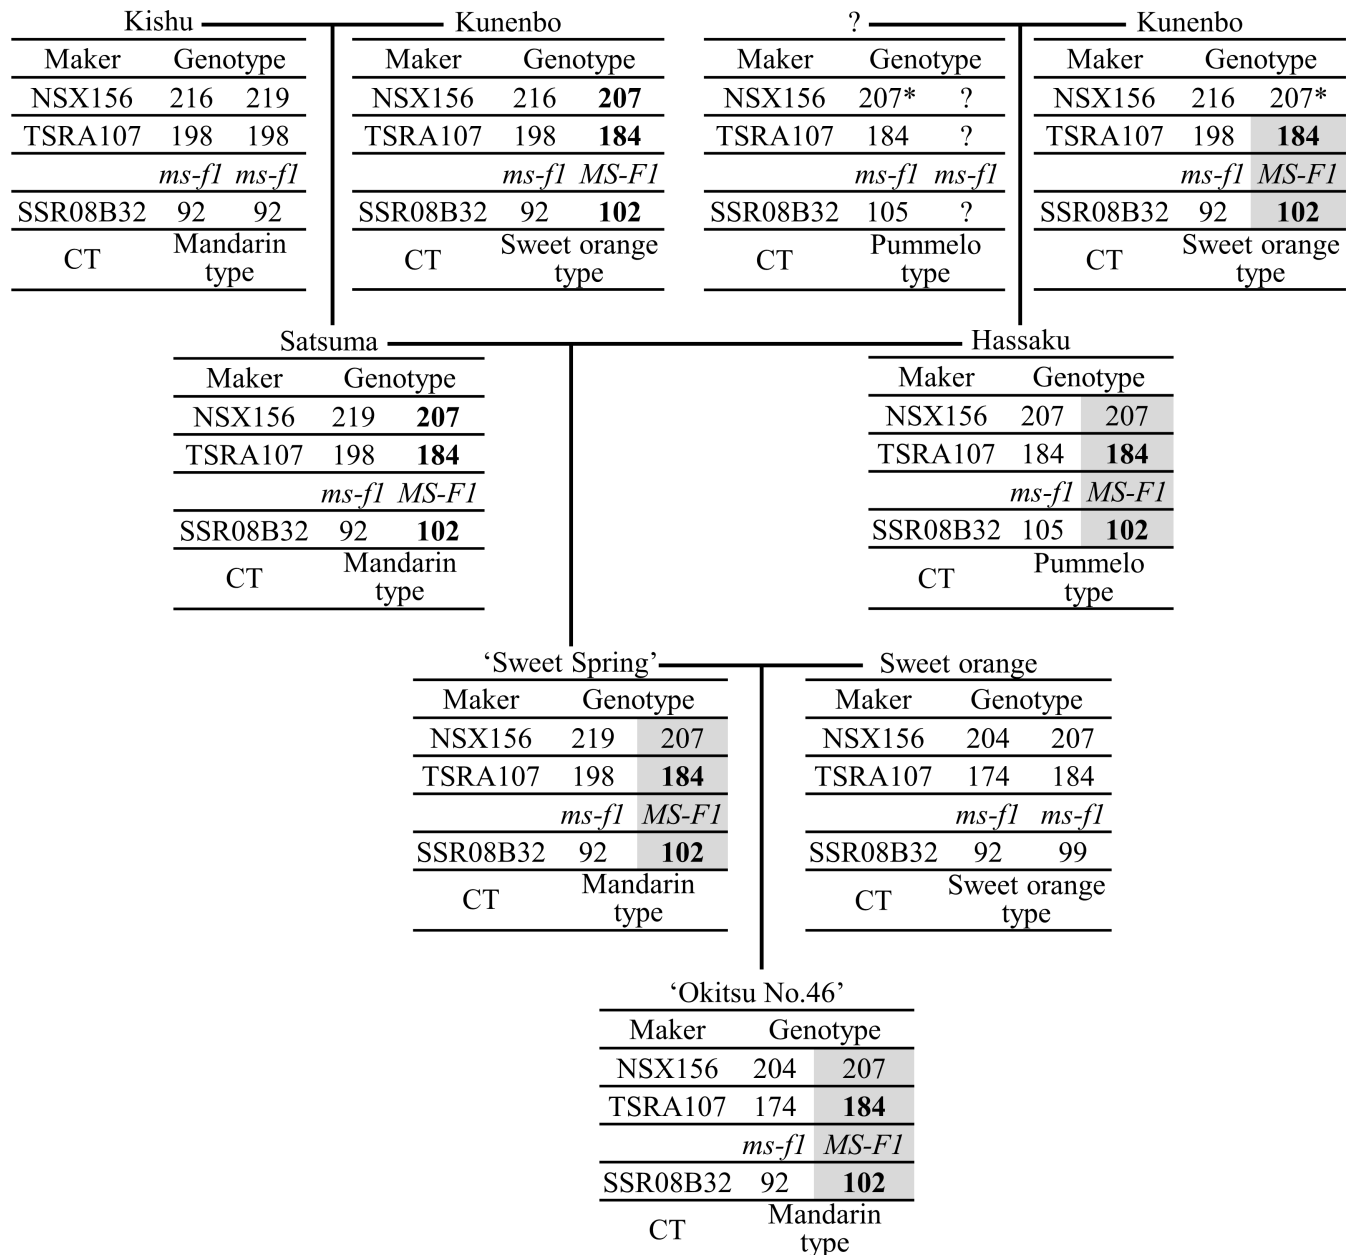 Kishu
Maker Genotype
NSX156 216 219
TSRA107 198 198
ms-f1 ms-f1
SSR08B32 92 92
CT Mandarin type
Kunenbo
Maker Genotype
NSX156 216 207
TSRA107 198 184
ms-f1 MS-F1
SSR08B32 92 102
CT Sweet orange type
?
Maker Genotype
NSX156 207* ?
TSRA107 184 ?
ms-f1 ms-f1
SSR08B32 105 ?
CT Pummelo type
Kunenbo
Maker Genotype
NSX156 216 207*
TSRA107 198 184
ms-f1 MS-F1
SSR08B32 92 102
CT Sweet orange type
Satsuma
Maker Genotype
NSX156 219 207
TSRA107 198 184
ms-f1 MS-F1
SSR08B32 92 102
CT Mandarin type
Hassaku
Maker Genotype
NSX156 207 207
TSRA107 184 184
ms-f1 MS-F1
SSR08B32 105 102
CT Pummelo type
‘Sweet Spring’
Maker Genotype
NSX156 219 207
TSRA107 198 184
ms-f1 MS-F1
SSR08B32 92 102
CT Mandarin type
Sweet orange
Maker Genotype
NSX156 204 207
TSRA107 174 184
ms-f1 ms-f1
SSR08B32 92 99
CT Sweet orange type
‘Okitsu No.46’
Maker Genotype
NSX156 204 207
TSRA107 174 184
ms-f1 MS-F1
SSR08B32 92 102
CT Mandarin type